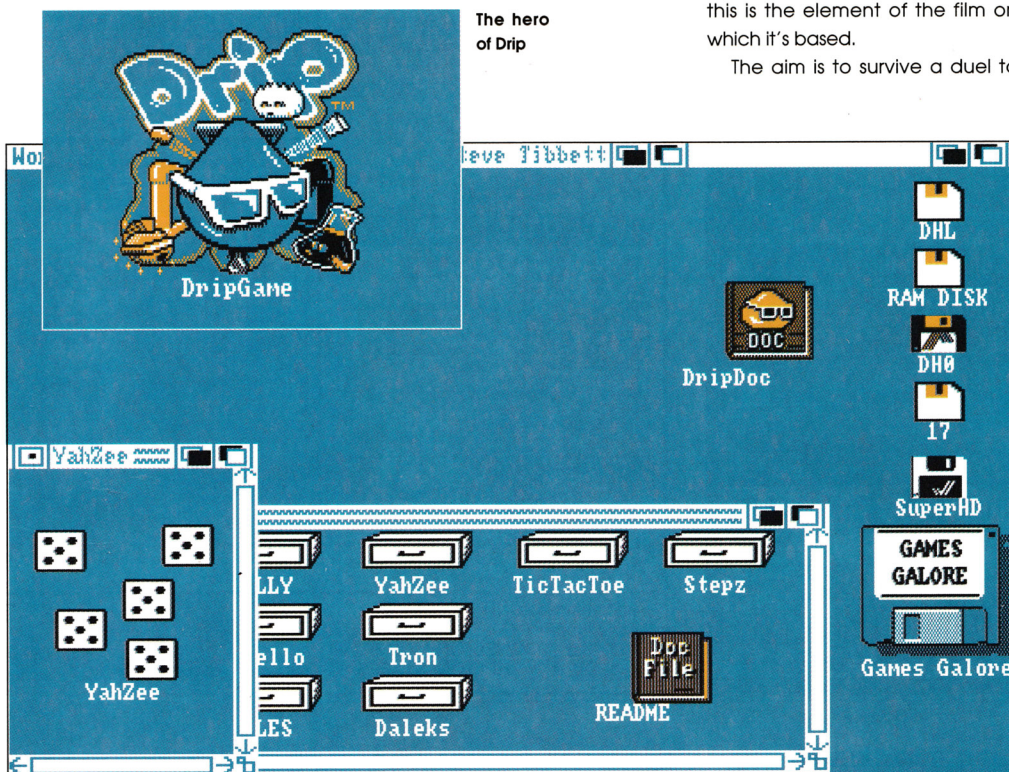 The hero
of Drip
this is the element of the film on
which it's based.
The aim is to survive a duel to
Drip
TM
DripGame
eve Tibbett
DHL
RAM DISK
DH0
17
SuperHD
GAMES
GALORE
Games Galore
DOC
DripDoc
YahZee
YahZee
LLY
YahZee
TicTacToe
Stepz
ello
Tron
Doc
File
README
LES
Daleks